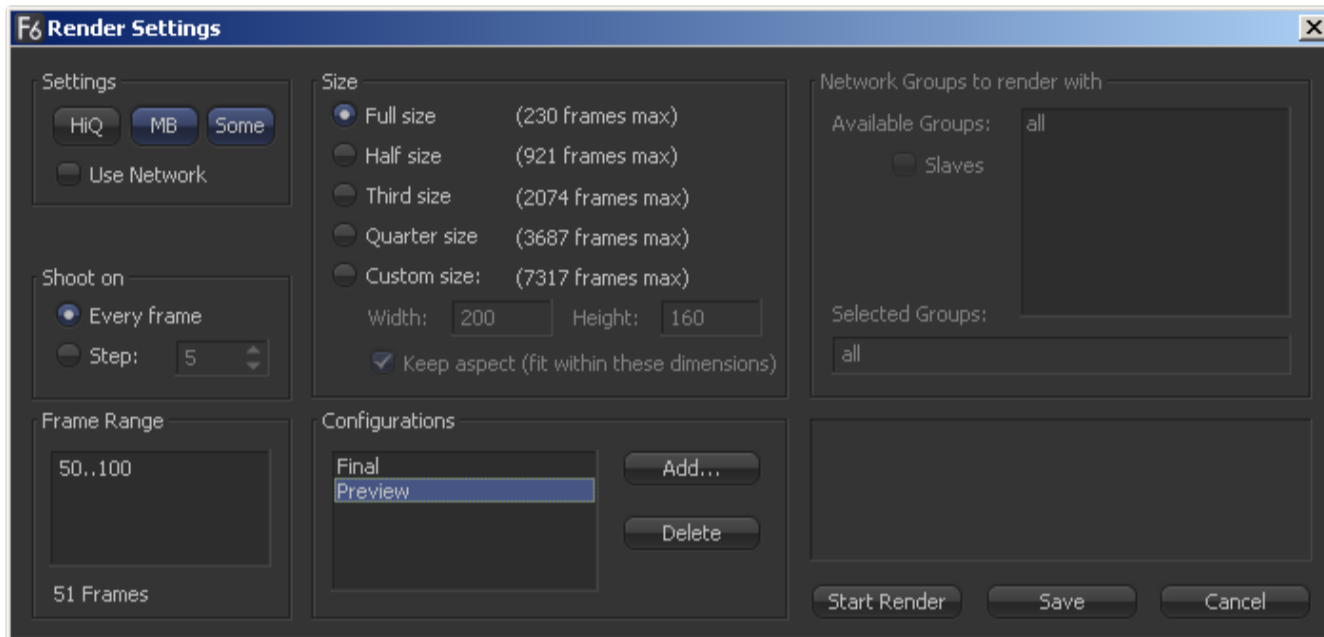 F6 Render Settings
Settings
HiQ MB Some
Use Network
Shoot on
Every frame
Step: 5
Frame Range
50..100
51 Frames
Size
Full size (230 frames max)
Half size (921 frames max)
Third size (2074 frames max)
Quarter size (3687 frames max)
Custom size: (7317 frames max)
Width: 200 Height: 160
Keep aspect (fit within these dimensions)
Configurations
Final
Preview
Add...
Delete
Network Groups to render with
Available Groups: all
Slaves
Selected Groups:
all
Start Render Save Cancel